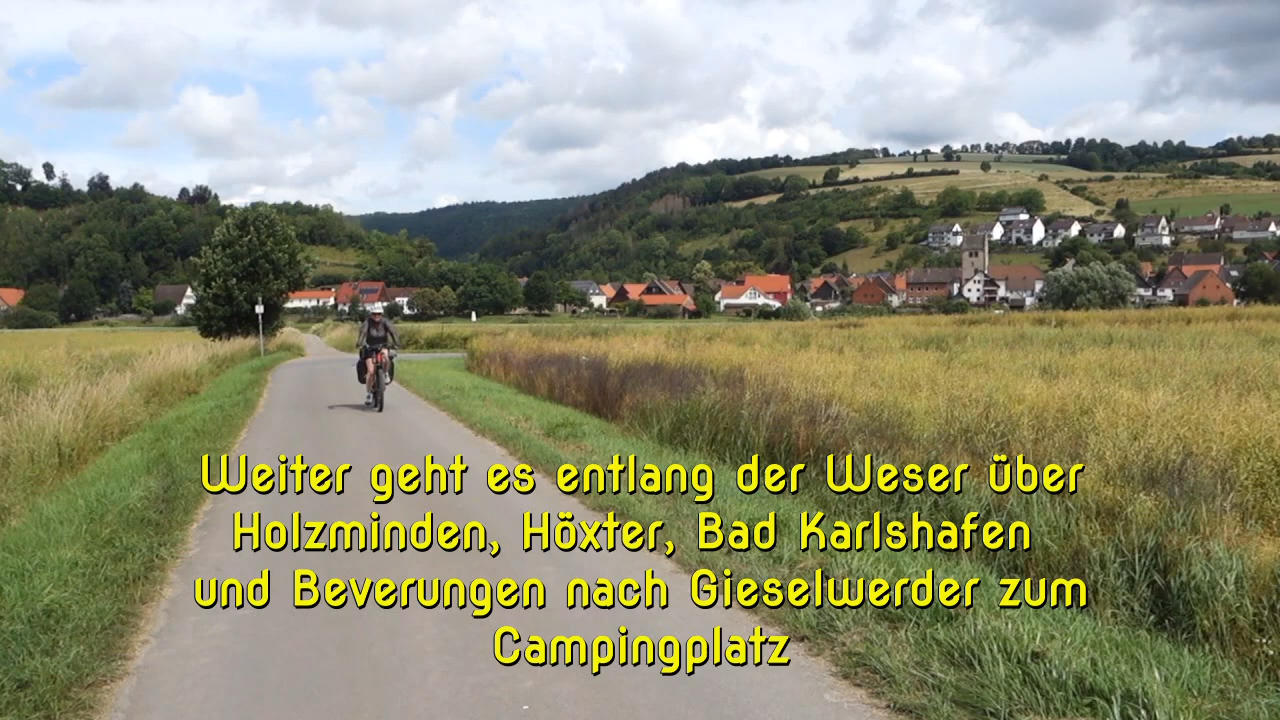 Weiter geht es entlang der Weser über
Holzminden, Höxter, Bad Karlshafen
und Beverungen nach Gieselwerder zum
Campingplatz